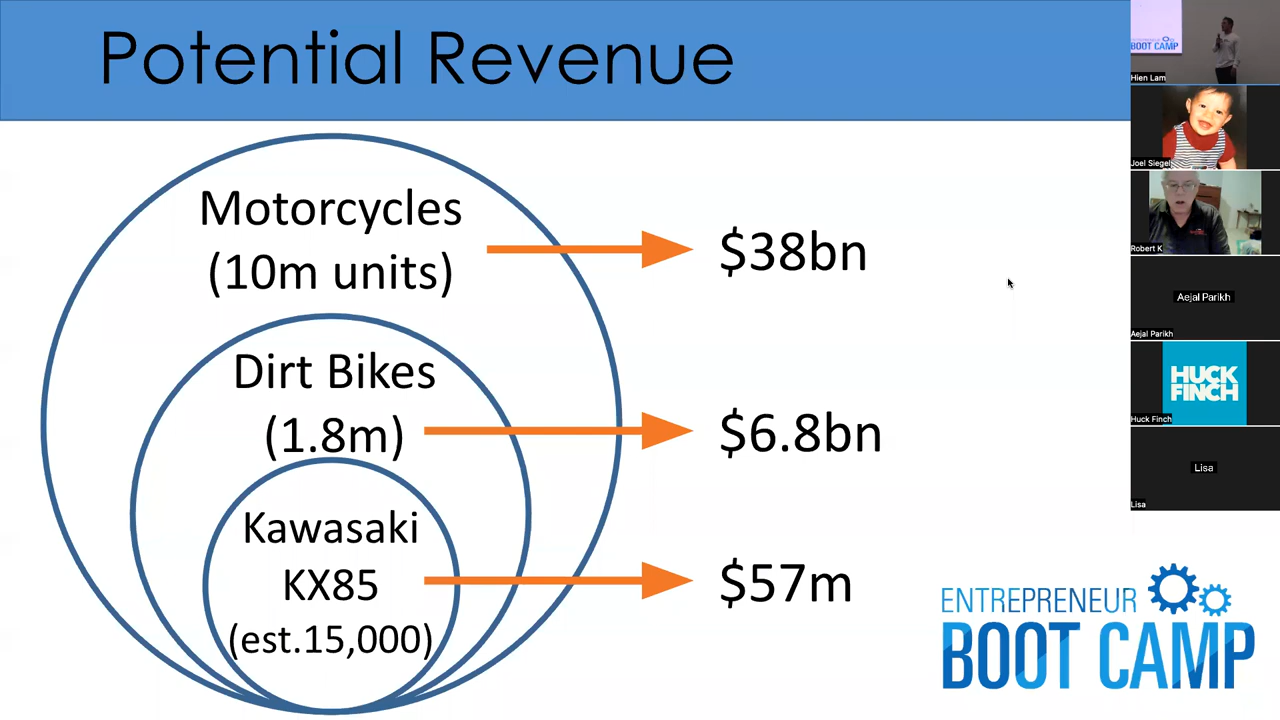 Potential Revenue
Motorcycles
(10m units)
$38bn
Dirt Bikes
(1.8m)
$6.8bn
Kawasaki
KX85
(est.15,000)
$57m
ENTREPRENEUR
BOOT CAMP
BOOT CAMP
Hien Lam
Joel Siegel
Robert K
Aejal Parikh
Aejal Parikh
HUCK
FINCH
Huck Finch
Lisa
Lisa